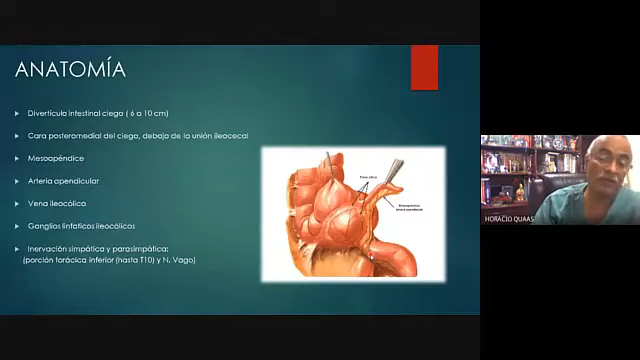 ANATOMÍA
Divertículo intestinal ciego ( 6 a 10 cm)
Cara posteromedial del ciego, debajo de la unión ileocecal
Mesoapéndice
Arteria apendicular
Vena ileocólica
Ganglios linfáticos ileocólicos
Inervación simpática y parasimpática:
(porción torácica inferior (hasta T10) y N. Vago)
HORACIO QUAAS